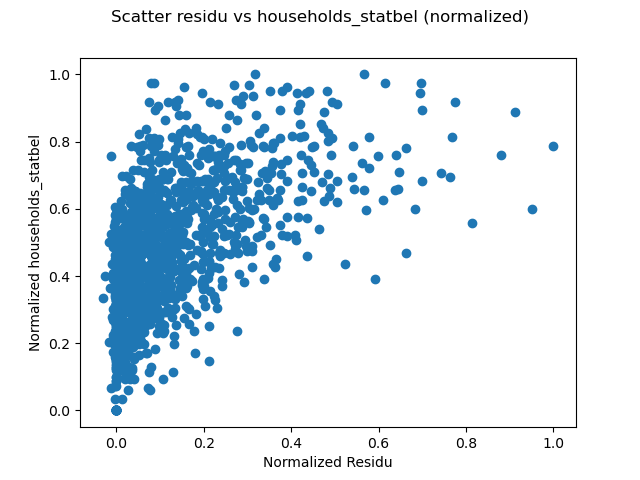 Scatter residu vs households_statbel (normalized)
1.0
0.8
0.6
0.4
0.2
0.0
Normalized households_statbel
0.0 0.2 0.4 0.6 0.8 1.0
Normalized Residu